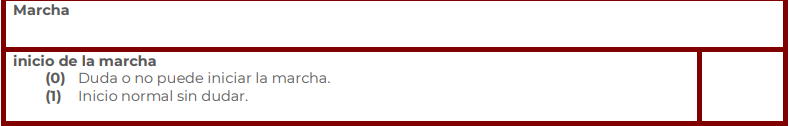 Marcha
inicio de la marcha
(0) Duda o no puede iniciar la marcha.
(1) Inicio normal sin dudar.